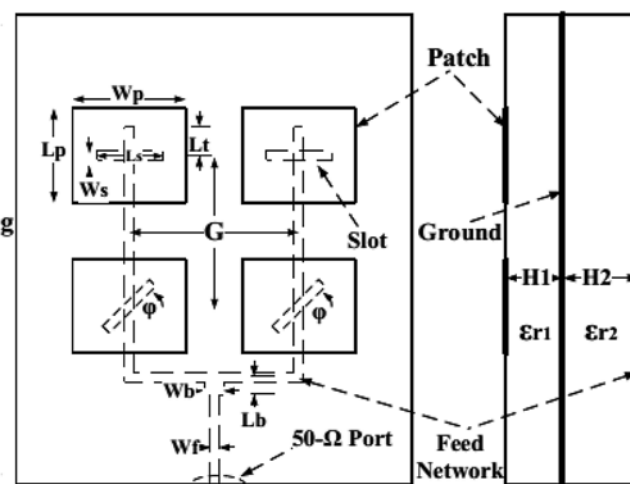 Patch
Wp
Lt
Lp
Ls
Ws
g
G
Slot
Ground
H1
H2
φ
φ
εr1
εr2
Wb
Lb
Wf
50-Ω Port
Feed
Network